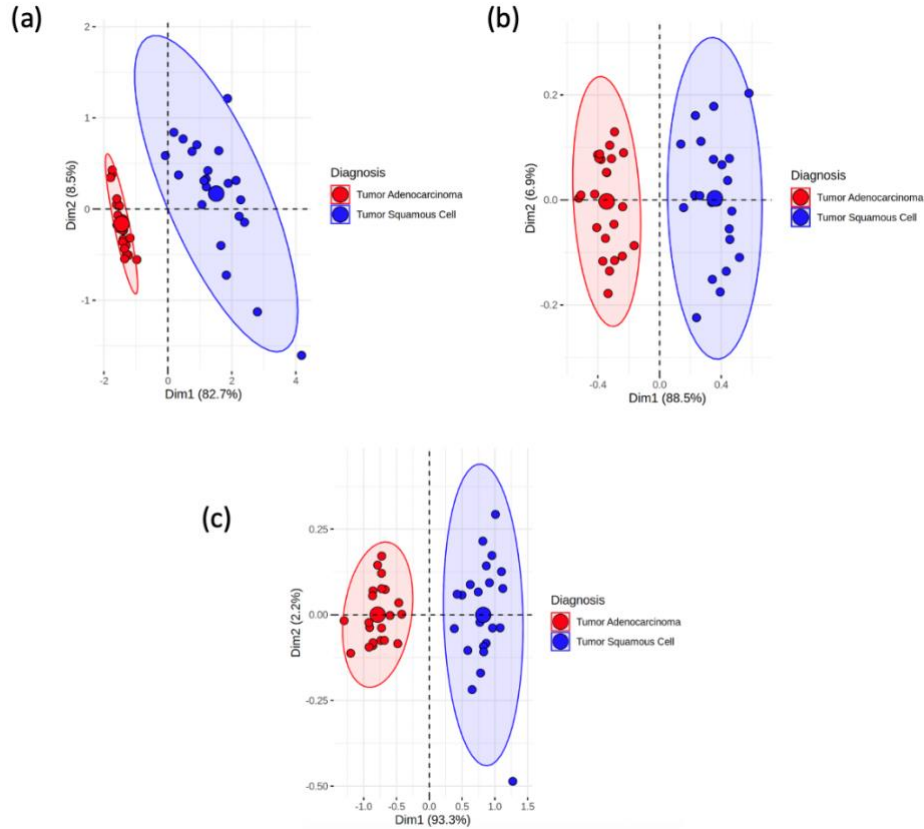 (a)
2
1
0
-1
Dim2 (8.5%)
-2
0
2
4
Dim1 (82.7%)
Diagnosis
Tumor Adenocarcinoma
Tumor Squamous Cell
(b)
0.2
0.0
-0.2
Dim2 (6.9%)
-0.4
0.0
0.4
Dim1 (88.5%)
Diagnosis
Tumor Adenocarcinoma
Tumor Squamous Cell
(c)
0.25
0.00
-0.25
-0.50
Dim2 (2.2%)
-1.0
-0.5
0.0
0.5
1.0
1.5
Dim1 (93.3%)
Diagnosis
Tumor Adenocarcinoma
Tumor Squamous Cell